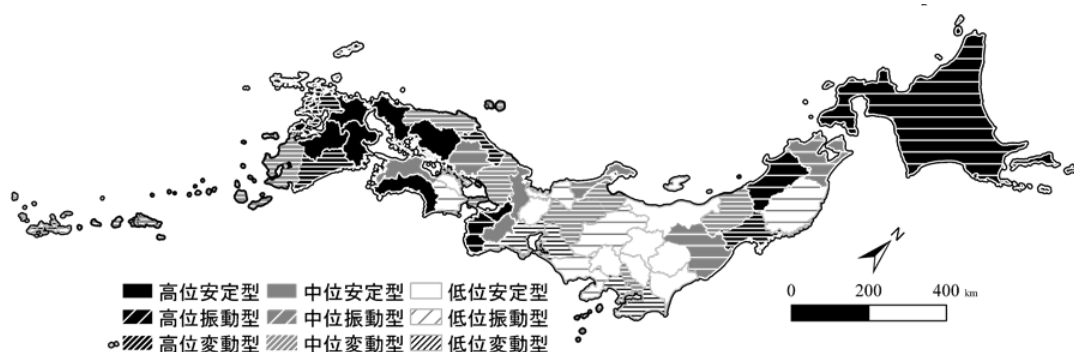 N
高位安定型 中位安定型 低位安定型
高位振動型 中位振動型 低位振動型
高位変動型 中位変動型 低位変動型
0 200 400 km